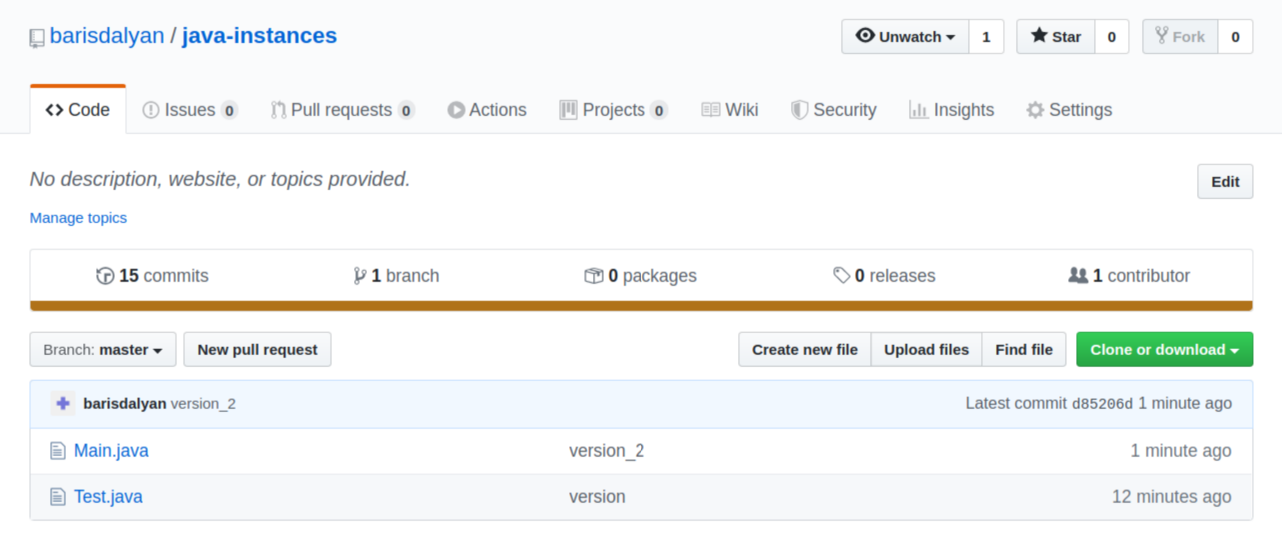 barisdalyan / java-instances
Unwatch 1 Star 0 Fork 0
Code Issues 0 Pull requests 0 Actions Projects 0 Wiki Security Insights Settings
No description, website, or topics provided.
Edit
Manage topics
15 commits 1 branch 0 packages 0 releases 1 contributor
Branch: master New pull request Create new file Upload files Find file Clone or download
barisdalyan version_2 Latest commit d85206d 1 minute ago
Main.java version_2 1 minute ago
Test.java version 12 minutes ago